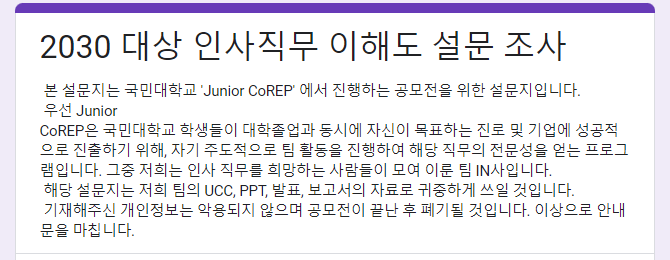 2030 대상 인사직무 이해도 설문 조사
본 설문지는 국민대학교 'Junior CoREP' 에서 진행하는 공모전을 위한 설문지입니다.
우선 Junior
CoREP은 국민대학교 학생들이 대학졸업과 동시에 자신이 목표하는 진로 및 기업에 성공적
으로 진출하기 위해, 자기 주도적으로 팀 활동을 진행하여 해당 직무의 전문성을 얻는 프로그
램입니다. 그중 저희는 인사 직무를 희망하는 사람들이 모여 이룬 팀 IN사입니다.
해당 설문지는 저희 팀의 UCC, PPT, 발표, 보고서의 자료로 귀중하게 쓰일 것입니다.
기재해주신 개인정보는 악용되지 않으며 공모전이 끝난 후 폐기될 것입니다. 이상으로 안내
문을 마칩니다.